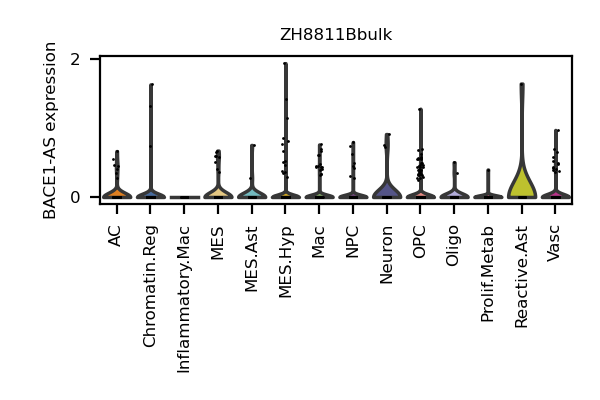 ZH8811Bbulk
BACE1-AS expression
2
0
AC
Chromatin.Reg
Inflammatory.Mac
MES
MES.Ast
MES.Hyp
Mac
NPC
Neuron
OPC
Oligo
Prolif.Metab
Reactive.Ast
Vasc